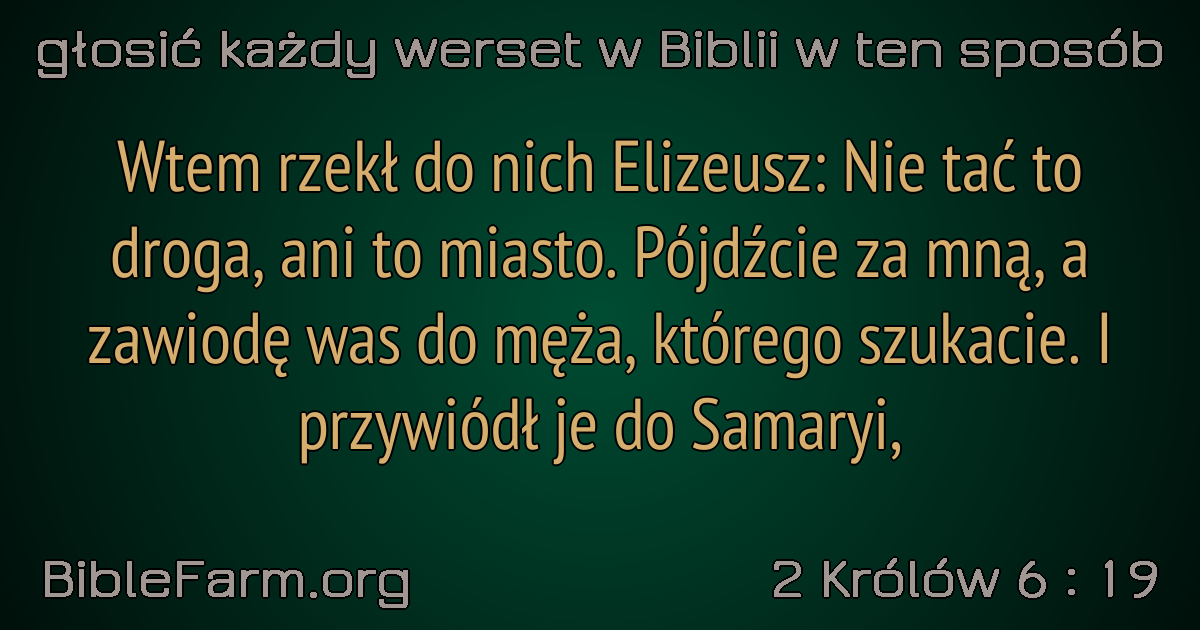 głosić każdy werset w Biblii w ten sposób
Wtem rzekł do nich Elizeusz: Nie tać to
droga, ani to miasto. Pójdźcie za mną, a
zawiodę was do męża, którego szukacie. I
przywiódł je do Samaryi,
BibleFarm.org
2 Królów 6 : 19